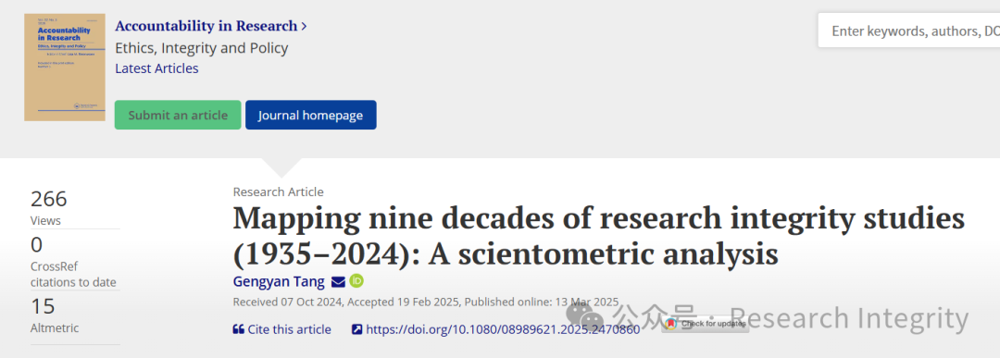 Accountability in Research
Ethics, Integrity and Policy
Latest Articles
Enter keywords, authors, DO
Submit an article
Journal homepage
Accountability
in Research
Ethics, Integrity and Policy
266
Views
0
CrossRef
citations to date
15
Altmetric
Research Article
Mapping nine decades of research integrity studies
(1935–2024): A scientometric analysis
Gengyan Tang
iD
Received 07 Oct 2024, Accepted 19 Feb 2025, Published online: 13 Mar 2025
Cite this article
https://doi.org/10.1080/08989621.2025.2470860
Check for updates
公众号 · Research Integrity